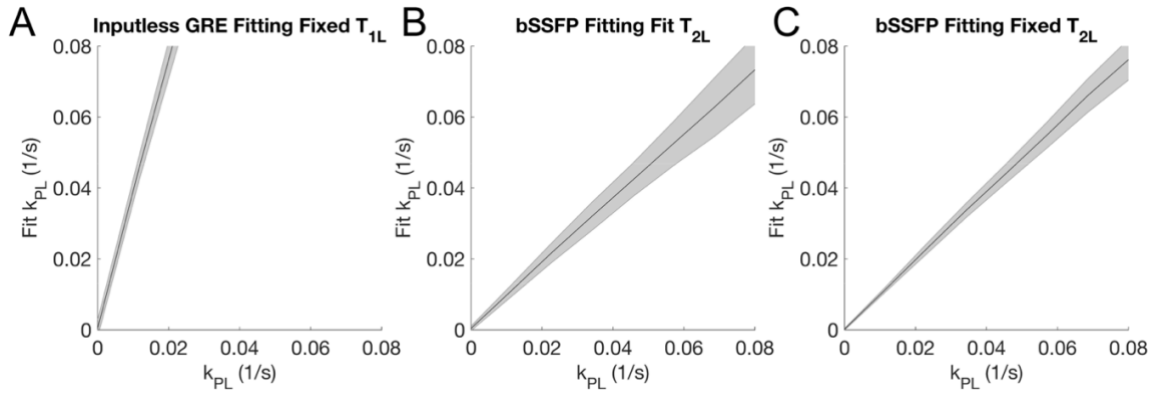 A
Inputless GRE Fitting Fixed T1L
0.08
0.06
0.04
0.02
0
Fit kPL (1/s)
0 0.02 0.04 0.06 0.08
kPL (1/s)
B
bSSFP Fitting Fit T2L
0.08
0.06
0.04
0.02
0
Fit kPL (1/s)
0 0.02 0.04 0.06 0.08
kPL (1/s)
C
bSSFP Fitting Fixed T2L
0.08
0.06
0.04
0.02
0
Fit kPL (1/s)
0 0.02 0.04 0.06 0.08
kPL (1/s)